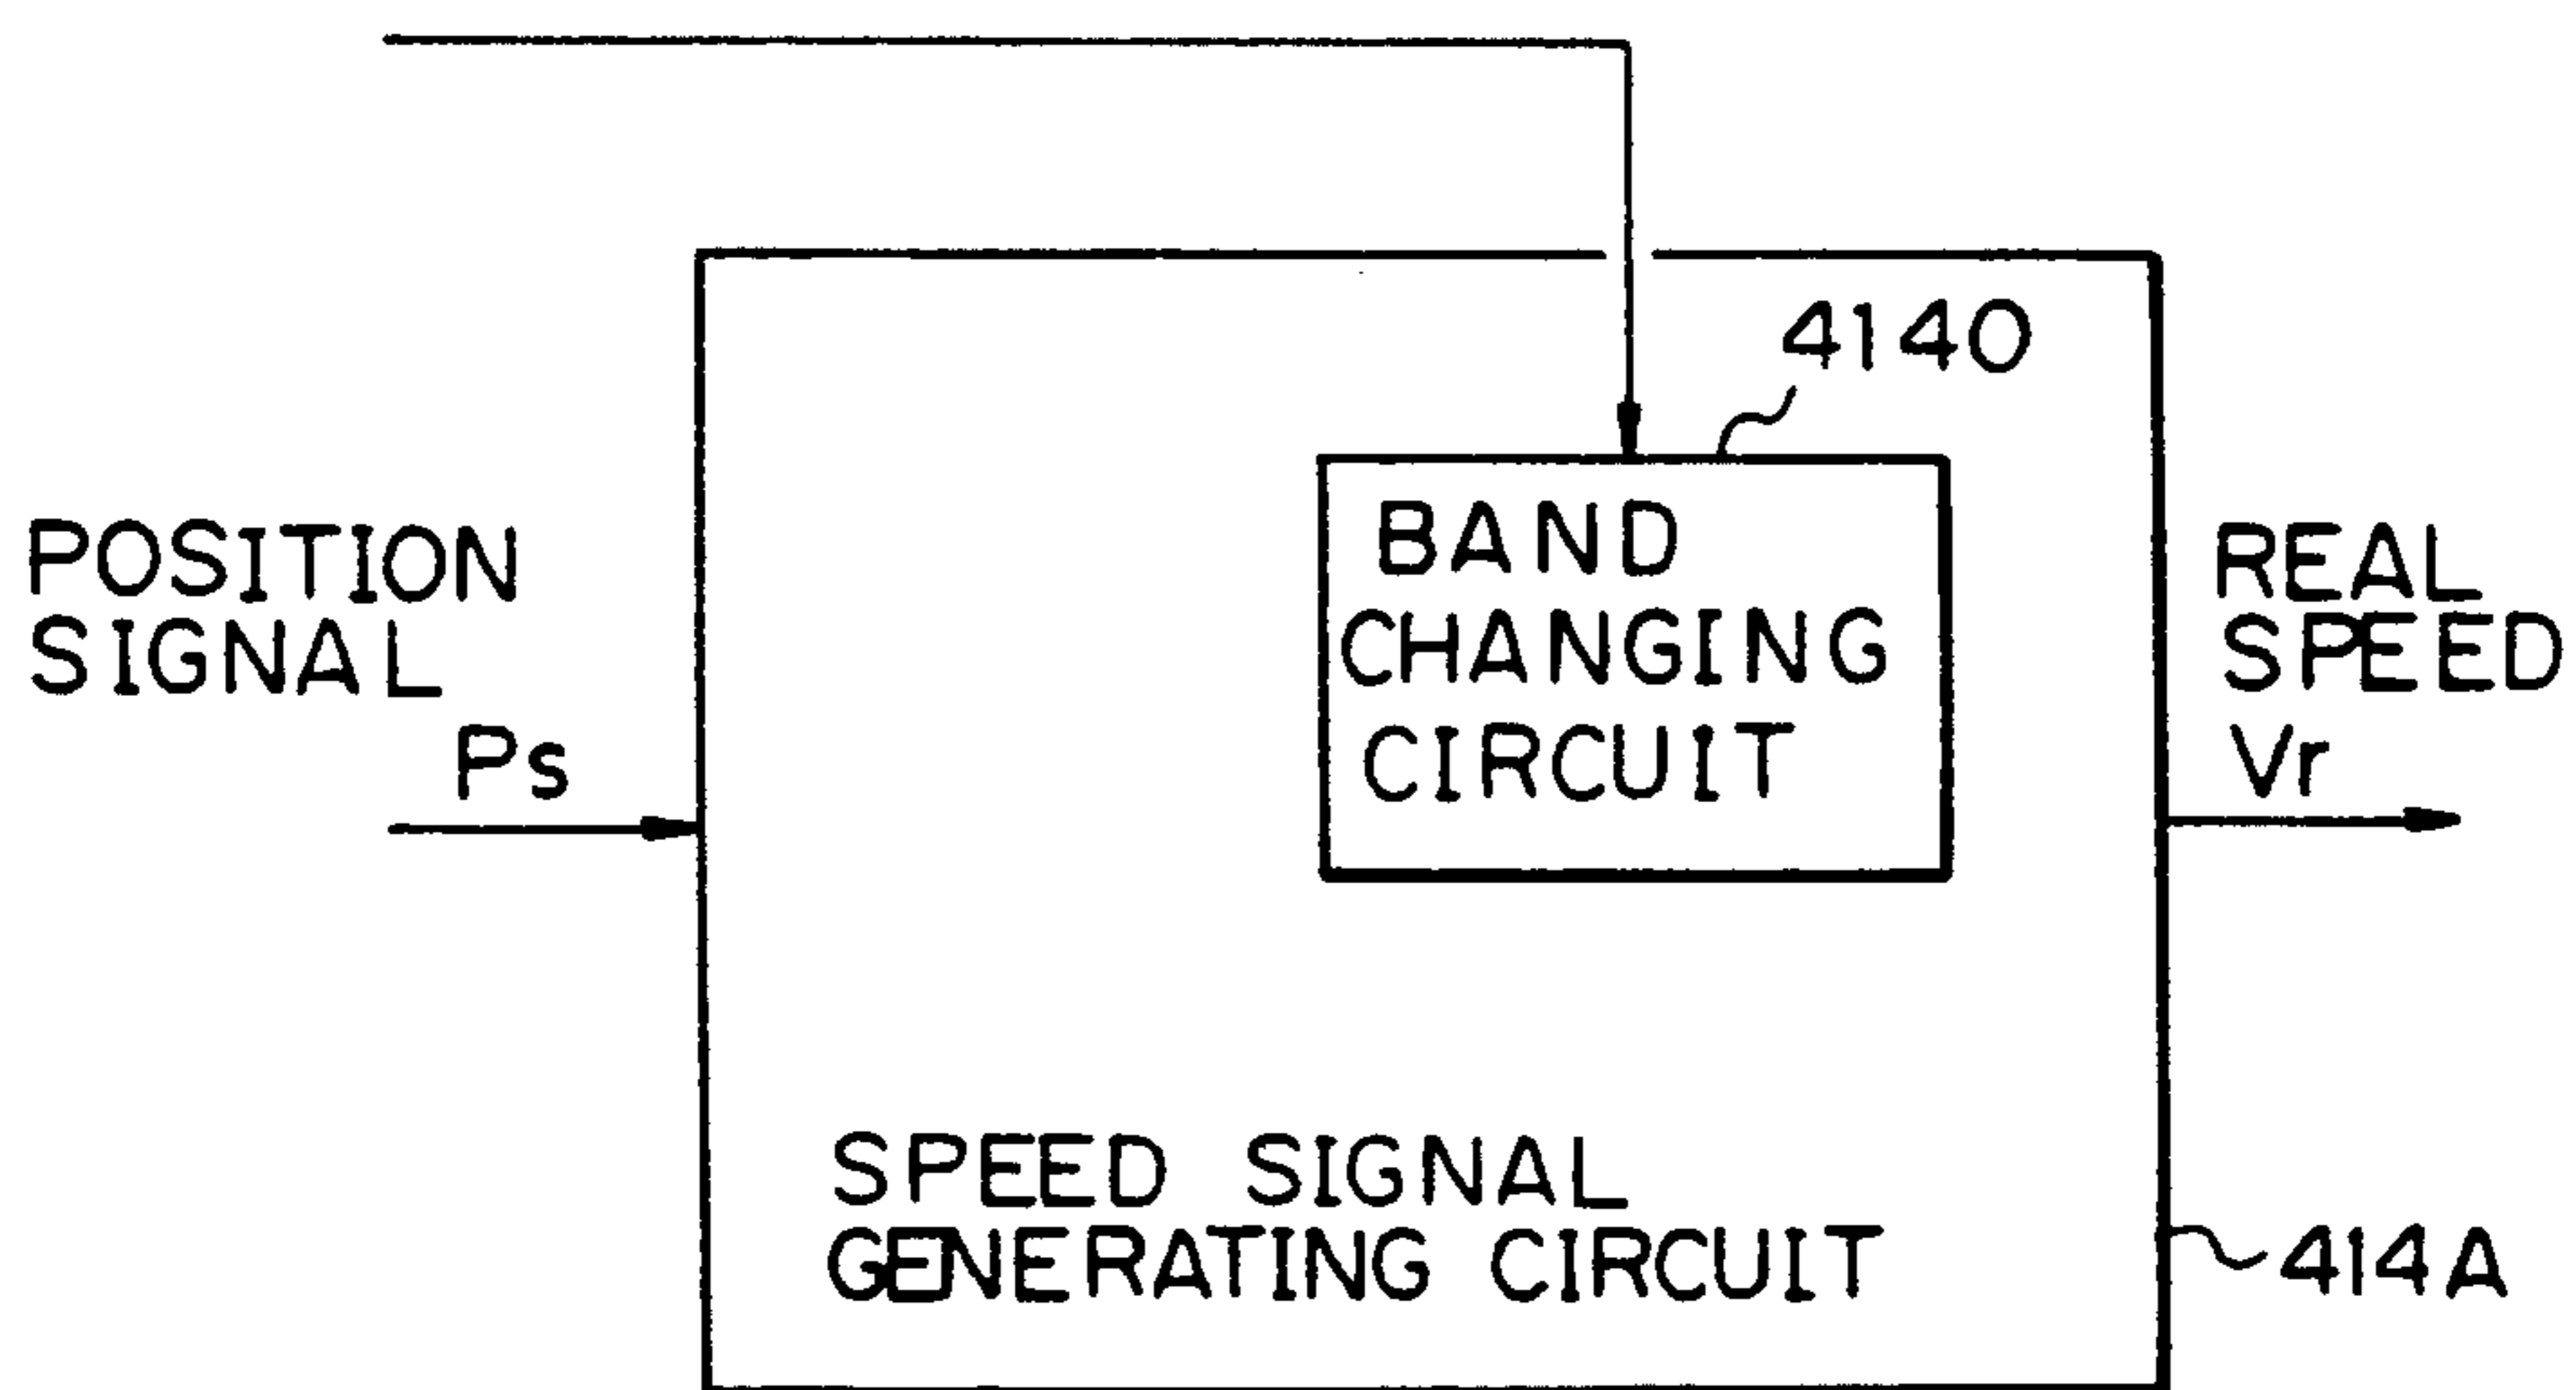 4140
BAND
CHANGING
CIRCUIT
POSITION
SIGNAL
Ps
REAL
SPEED
Vr
SPEED SIGNAL
GENERATING CIRCUIT
414A